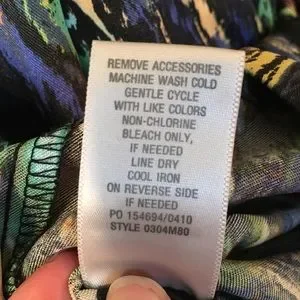 REMOVE ACCESSORIES
MACHINE WASH COLD
GENTLE CYCLE
WITH LIKE COLORS
NON-CHLORINE
BLEACH ONLY,
IF NEEDED
LINE DRY
COOL IRON
ON REVERSE SIDE
IF NEEDED
PO 154694/0410
STYLE 0304M80